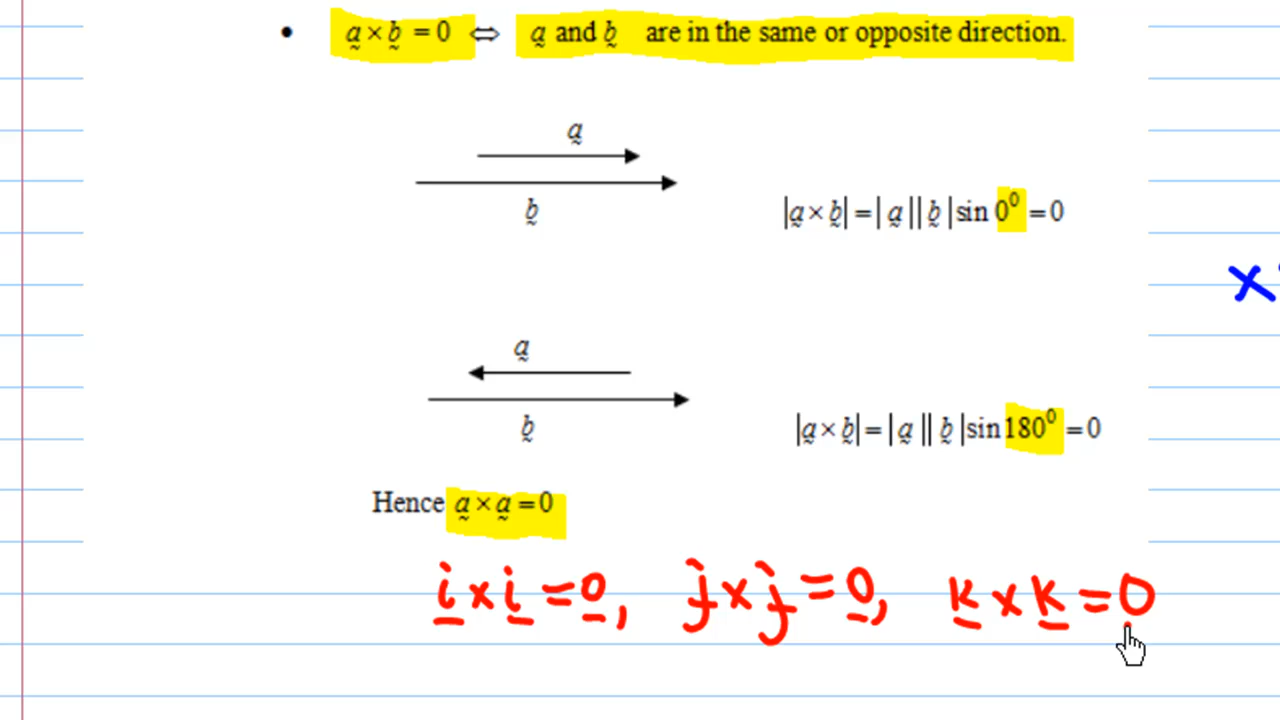 • a × b = 0 ⇔ a and b are in the same or opposite direction.
a
b
|a × b| = | a || b | sin 0⁰ = 0
x
a
b
|a × b| = | a || b | sin 180⁰ = 0
Hence a × a = 0
i × i = 0, j × j = 0, k × k = 0